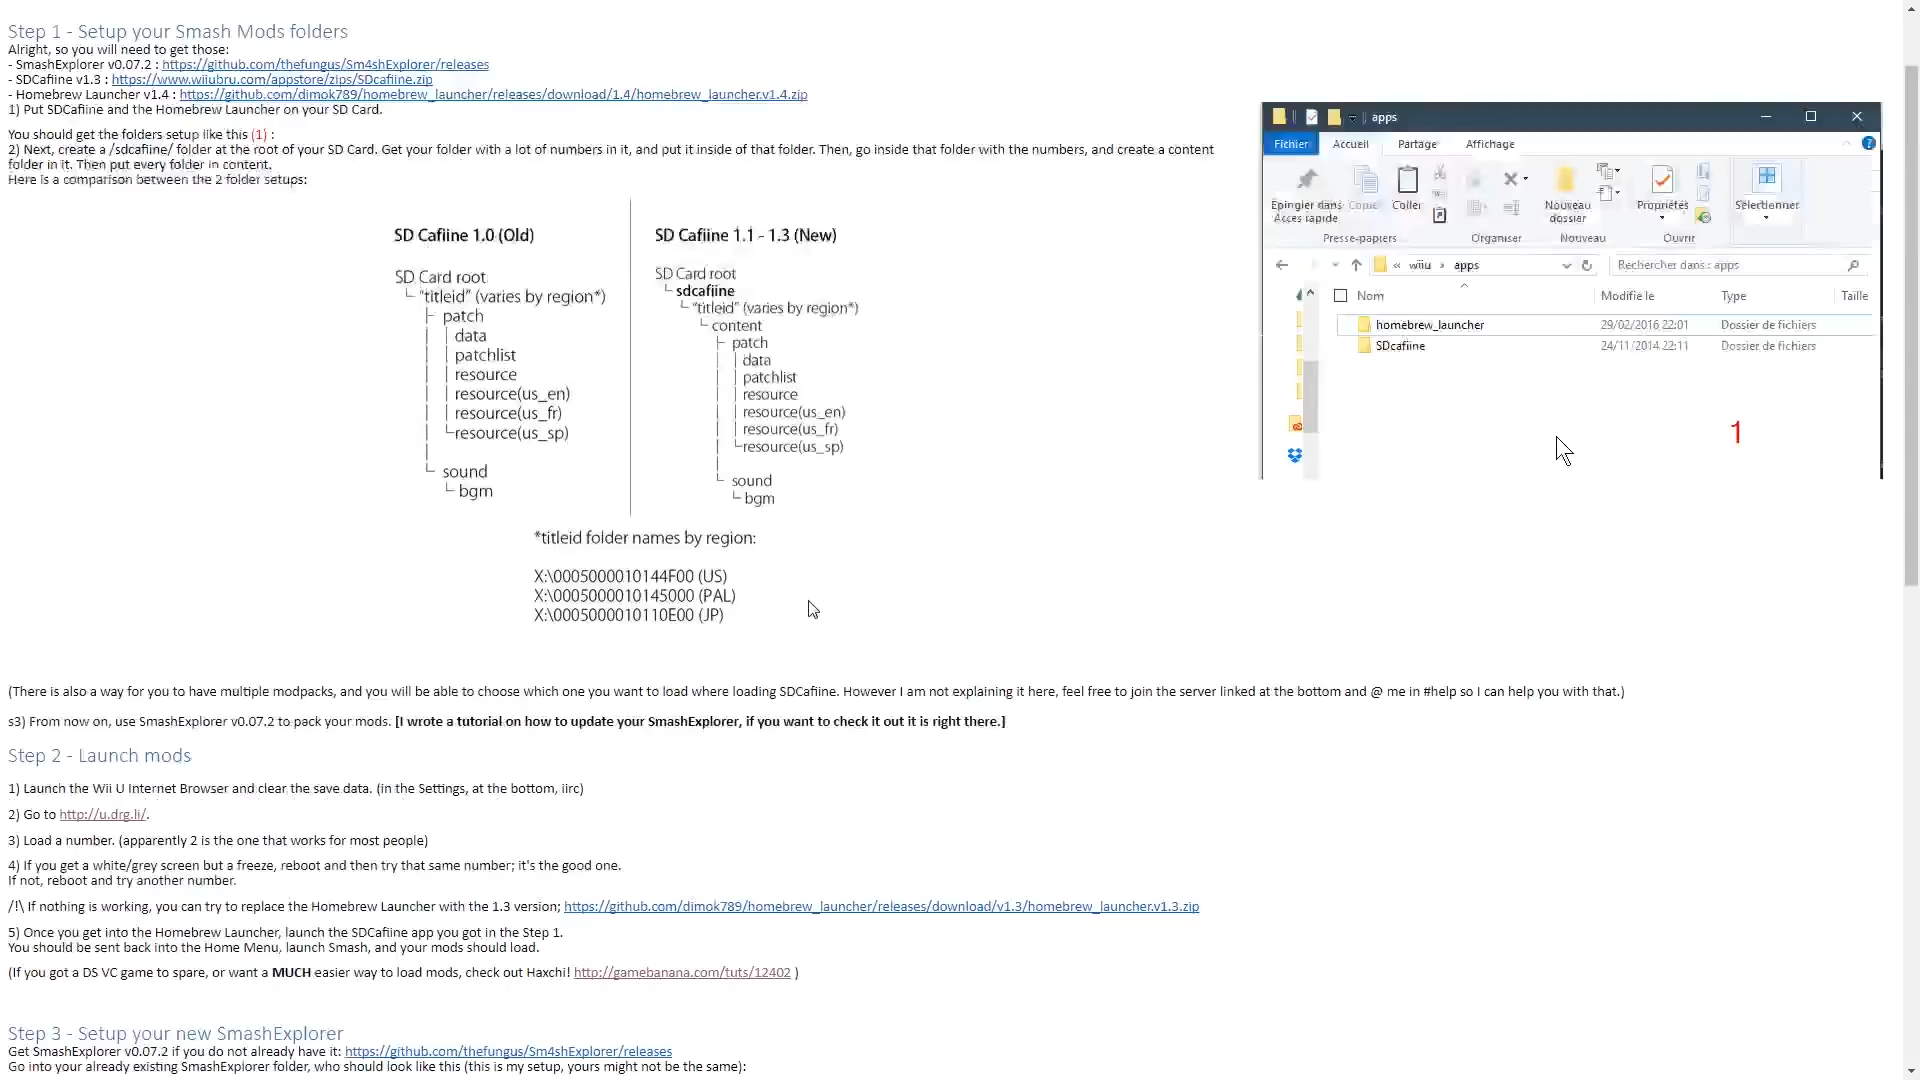 Step 1 - Setup your Smash Mods folders
Alright, so you will need to get those:
- SmashExplorer v0.07.2 : https://github.com/thefungus/Sm4shExplorer/releases
- SDCafiine v1.3 : https://www.wiiubru.com/appstore/zips/SDcafiine.zip
- Homebrew Launcher v1.4 : https://github.com/dimok789/homebrew_launcher/releases/download/1.4/homebrew_launcher.v1.4.zip
1) Put SDCafiine and the Homebrew Launcher on your SD Card.
You should get the folders setup like this (1) :
2) Next, create a /sdcafiine/ folder at the root of your SD Card. Get your folder with a lot of numbers in it, and put it inside of that folder. Then, go inside that folder with the numbers, and create a content
folder in it. Then put every folder in content.
Here is a comparison between the 2 folder setups:
SD Cafiine 1.0 (Old)
SD Card root
"titleid" (varies by region*)
patch
data
patchlist
resource
resource(us_en)
resource(us_fr)
resource(us_sp)
sound
bgm
SD Cafiine 1.1 - 1.3 (New)
SD Card root
sdcafiine
"titleid" (varies by region*)
content
patch
data
patchlist
resource
resource(us_en)
resource(us_fr)
resource(us_sp)
sound
bgm
*titleid folder names by region:
X:\0005000010144F00 (US)
X:\0005000010145000 (PAL)
X:\0005000010110E00 (JP)
apps
Fichier Accueil Partage Affichage
Épingler dans Accès rapide
Copier
Coller
Nouveau dossier
Propriétés
Sélectionner
Presse-papiers Organiser Nouveau Ouvrir
« wiiu › apps
Rechercher dans : apps
Nom Modifié le Type Taille
homebrew_launcher 29/02/2016 22:01 Dossier de fichiers
SDcafiine 24/11/2014 22:11 Dossier de fichiers
1
(There is also a way for you to have multiple modpacks, and you will be able to choose which one you want to load where loading SDCafiine. However I am not explaining it here, feel free to join the server linked at the bottom and @ me in #help so I can help you with that.)
s3) From now on, use SmashExplorer v0.07.2 to pack your mods. [I wrote a tutorial on how to update your SmashExplorer, if you want to check it out it is right there.]
Step 2 - Launch mods
1) Launch the Wii U Internet Browser and clear the save data. (in the Settings, at the bottom, iirc)
2) Go to http://u.drg.li/.
3) Load a number. (apparently 2 is the one that works for most people)
4) If you get a white/grey screen but a freeze, reboot and then try that same number; it's the good one.
If not, reboot and try another number.
/!\ If nothing is working, you can try to replace the Homebrew Launcher with the 1.3 version; https://github.com/dimok789/homebrew_launcher/releases/download/v1.3/homebrew_launcher.v1.3.zip
5) Once you get into the Homebrew Launcher, launch the SDCafiine app you got in the Step 1.
You should be sent back into the Home Menu, launch Smash, and your mods should load.
(If you got a DS VC game to spare, or want a MUCH easier way to load mods, check out Haxchi! http://gamebanana.com/tuts/12402 )
Step 3 - Setup your new SmashExplorer
Get SmashExplorer v0.07.2 if you do not already have it: https://github.com/thefungus/Sm4shExplorer/releases
Go into your already existing SmashExplorer folder, who should look like this (this is my setup, yours might not be the same):